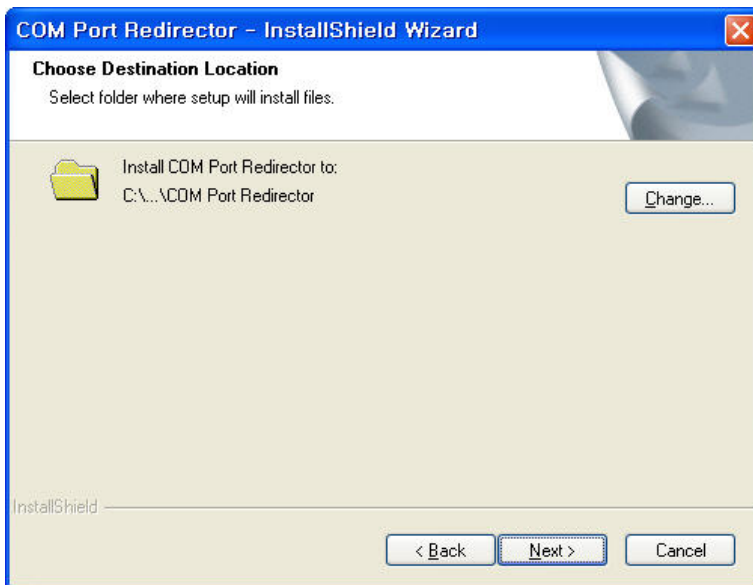 COM Port Redirector - InstallShield Wizard
Choose Destination Location
Select folder where setup will install files.
Install COM Port Redirector to:
C:\...\COM Port Redirector
Change...
InstallShield
< Back
Next >
Cancel